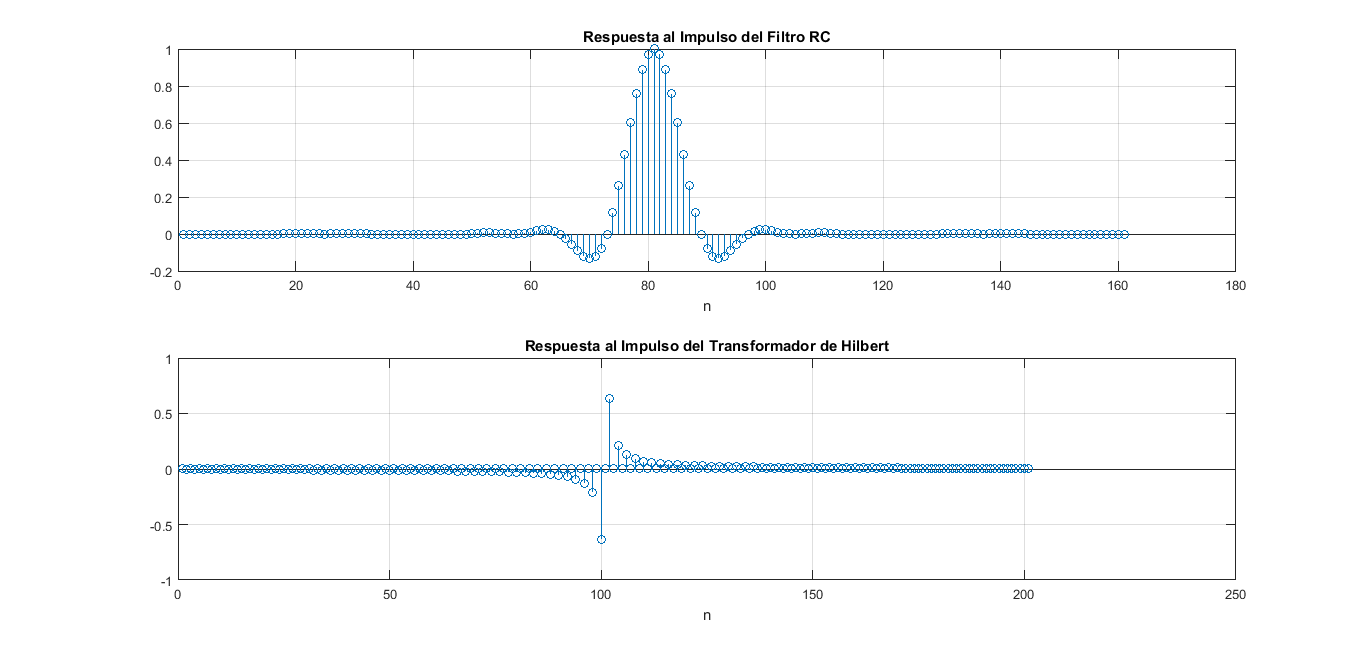 Respuesta al Impulso del Filtro RC
1
0.8
0.6
0.4
0.2
0
-0.2
0 20 40 60 80 100 120 140 160 180
n
Respuesta al Impulso del Transformador de Hilbert
1
0.5
0
-0.5
-1
0 50 100 150 200 250
n